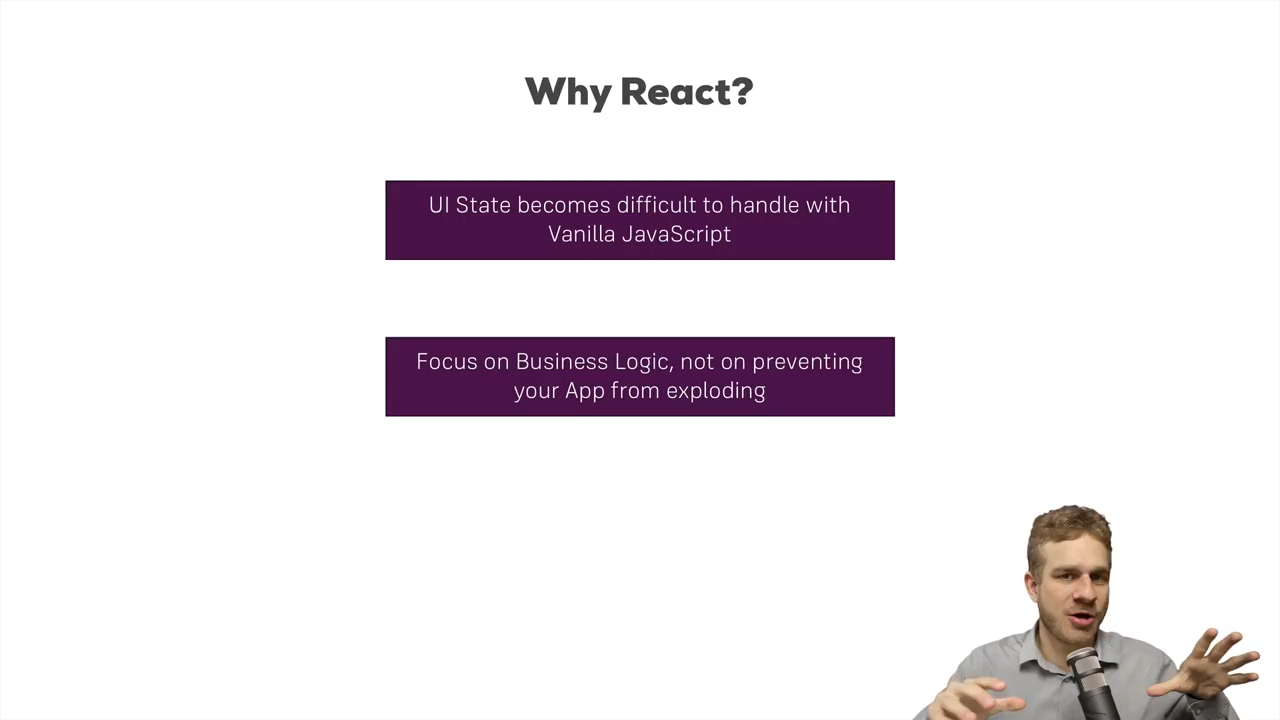 Why React?
UI State becomes difficult to handle with
Vanilla JavaScript
Focus on Business Logic, not on preventing
your App from exploding